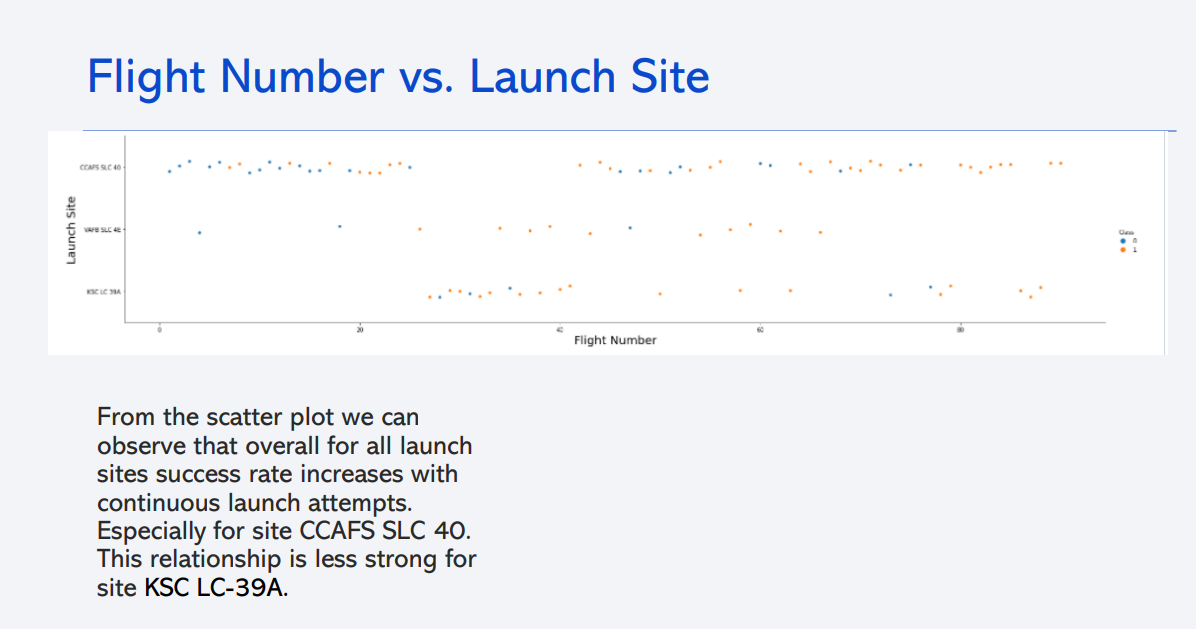 Flight Number vs. Launch Site
CCAFS SLC 40
VAFB SLC 4E
KSC LC 39A
Launch Site
0 20 40 60 80
Flight Number
Class
0
1
From the scatter plot we can
observe that overall for all launch
sites success rate increases with
continuous launch attempts.
Especially for site CCAFS SLC 40.
This relationship is less strong for
site KSC LC-39A.